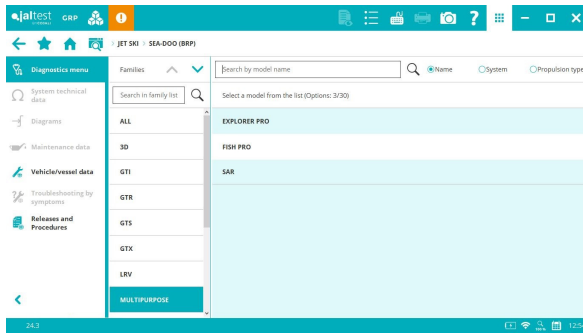 jaltest GRP
JET SKI > SEA-DOO (BRP)
Diagnostics menu
System technical
data
Diagrams
Maintenance data
Vehicle/vessel data
Troubleshooting by
symptoms
Releases and
Procedures
Families
Search in family list
ALL
3D
GTI
GTR
GTS
GTX
LRV
MULTIPURPOSE
Search by model name
Name
System
Propulsion type
Select a model from the list (Options: 3/30)
EXPLORER PRO
FISH PRO
SAR
24.3